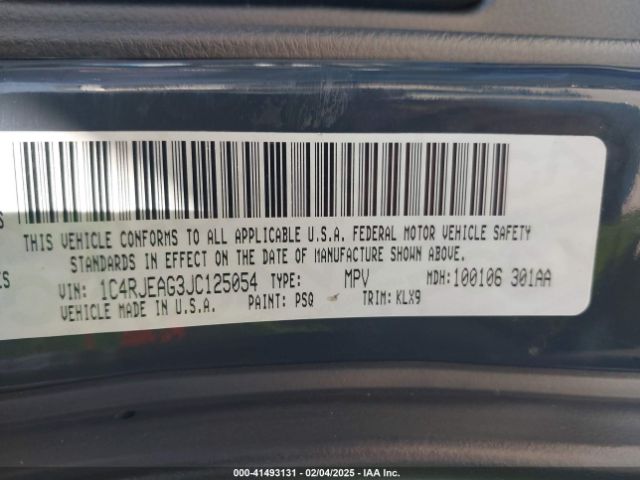 THIS VEHICLE CONFORMS TO ALL APPLICABLE U.S.A. FEDERAL MOTOR VEHICLE SAFETY
STANDARDS IN EFFECT ON THE DATE OF MANUFACTURE SHOWN ABOVE.
VIN: 1C4RJEAG3JC125054 TYPE: MPV MDH:100106 301AA
VEHICLE MADE IN U.S.A. PAINT: PSQ TRIM: KLX9
00-41493131 - 02/04/2025 - IAA Inc.